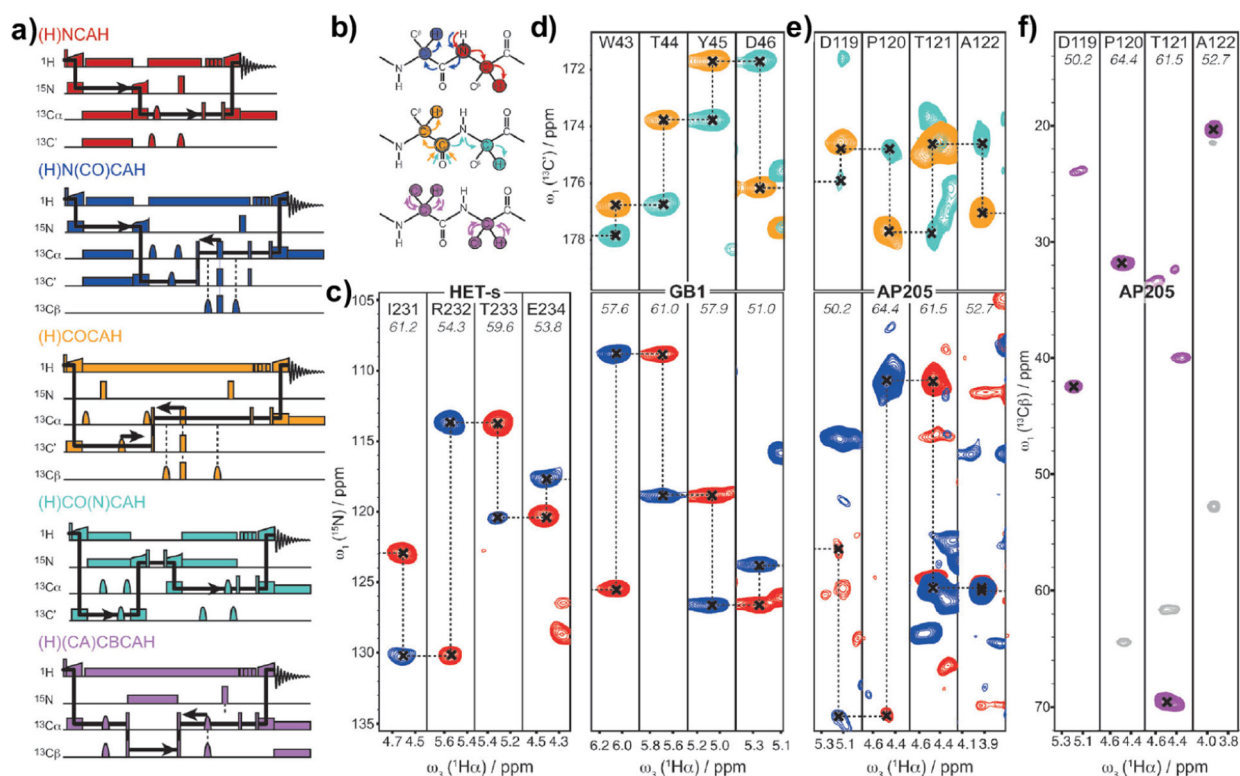 a)
(H)NCAH
1H
15N
13Cα
13C'
(H)N(CO)CAH
1H
15N
13Cα
13C'
13Cβ
(H)COCAH
1H
15N
13Cα
13C'
13Cβ
(H)CO(N)CAH
1H
15N
13Cα
13C'
(H)(CA)CBCAH
1H
15N
13Cα
13Cβ
b)
Cβ H H O
N C N C
H O Cβ H
Cβ H H O
N C C N C
H O Cβ H
C H H O
N C C N C
H O C H
c)
HET-s
I231 R232 T233 E234
61.2 54.3 59.6 53.8
105
110
115
120
125
130
135
ω1 (15N) / ppm
4.7 4.5 5.6 5.4 5.4 5.2 4.5 4.3
ω3 (1Hα) / ppm
d)
W43 T44 Y45 D46
172
174
176
178
ω1 (13C') / ppm
GB1
57.6 61.0 57.9 51.0
6.2 6.0 5.8 5.6 5.2 5.0 5.3 5.1
ω3 (1Hα) / ppm
e)
D119 P120 T121 A122
AP205
50.2 64.4 61.5 52.7
5.3 5.1 4.6 4.4 4.6 4.4 4.1 3.9
ω3 (1Hα) / ppm
f)
D119 P120 T121 A122
50.2 64.4 61.5 52.7
20
30
40
50
60
70
ω1 (13Cβ) / ppm
AP205
5.3 5.1 4.6 4.4 4.6 4.4 4.0 3.8
ω3 (1Hα) / ppm